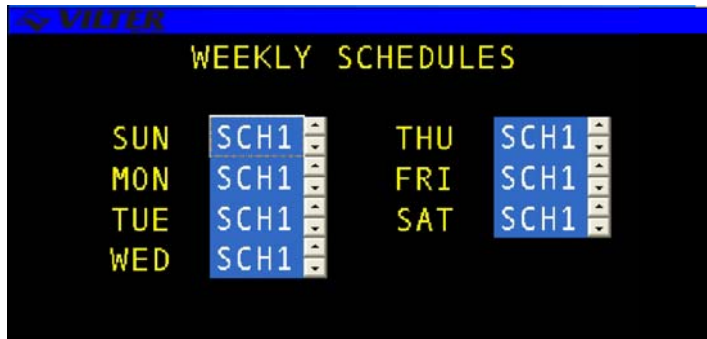 VILTER
WEEKLY SCHEDULES
SUN SCH1 THU SCH1
MON SCH1 FRI SCH1
TUE SCH1 SAT SCH1
WED SCH1